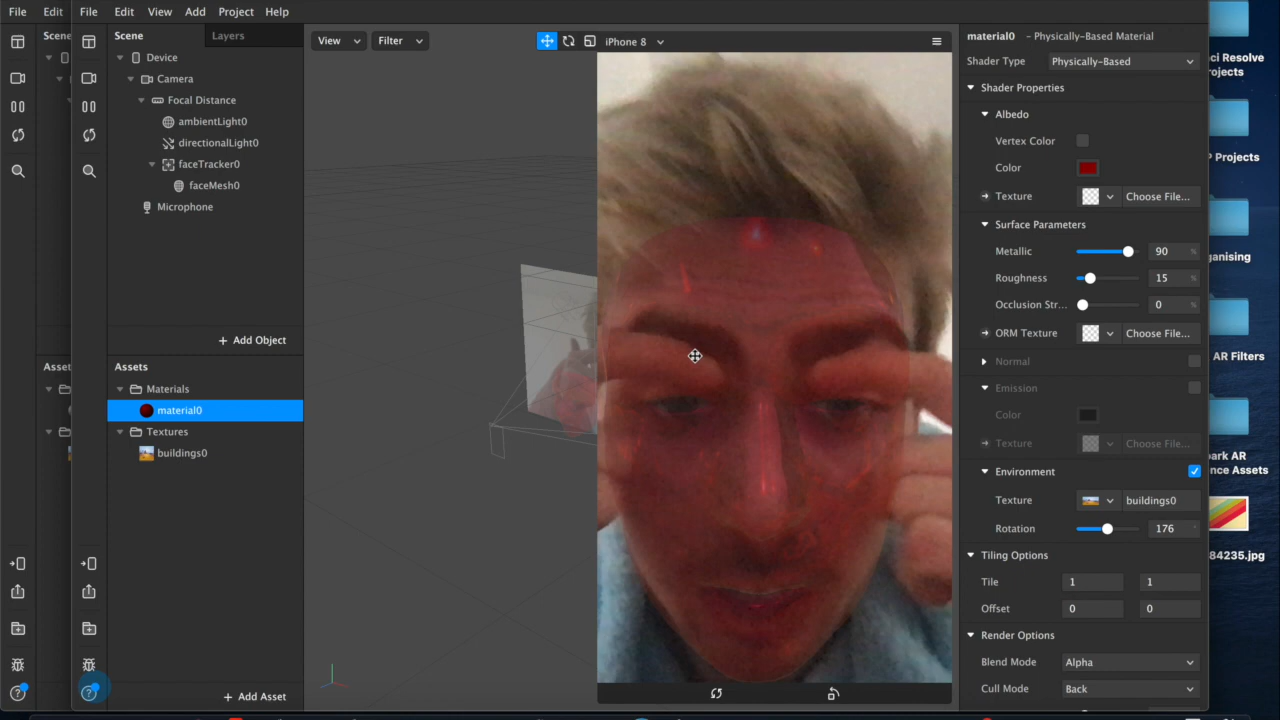 File Edit
Scene
Asset
File Edit View Add Project Help
Scene Layers
Device
Camera
Focal Distance
ambientLight0
directionalLight0
faceTracker0
faceMesh0
Microphone
+ Add Object
Assets
Materials
material0
Textures
buildings0
+ Add Asset
View Filter iPhone 8
material0 - Physically-Based Material
Shader Type Physically-Based
Shader Properties
Albedo
Vertex Color
Color
Texture Choose File...
Surface Parameters
Metallic 90 %
Roughness 15 %
Occlusion Str... 0 %
ORM Texture Choose File...
Normal
Emission
Color
Texture Choose File...
Environment
Texture buildings0
Rotation 176 °
Tiling Options
Tile 1 1
Offset 0 0
Render Options
Blend Mode Alpha
Cull Mode Back
ci Resolve
rojects
P Projects
ganising
AR Filters
ark AR
nce Assets
84235.jpg